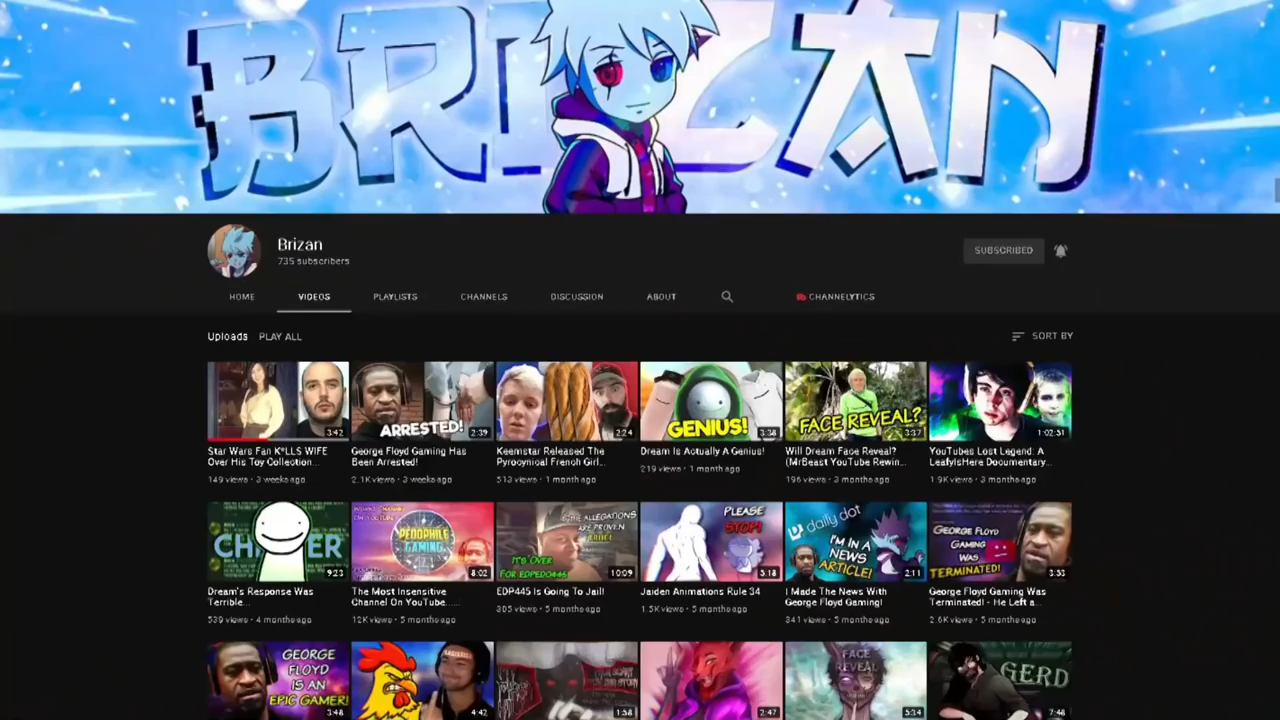 BRIZAN
Brizan
735 subscribers
SUBSCRIBED
HOME
VIDEOS
PLAYLISTS
CHANNELS
DISCUSSION
ABOUT
CHANNELYTICS
Uploads
PLAY ALL
SORT BY
3:42
ARRESTED!
2:39
2:24
GENIUS!
3:38
FACE REVEAL?
3:37
1:02:31
Star Wars Fan K*LLS WIFE
Over His Toy Collection...
149 views · 3 weeks ago
George Floyd Gaming Has
Been Arrested!
2.1K views · 3 weeks ago
Keemstar Released The
Pyrocynical French Girl...
513 views · 1 month ago
Dream Is Actually A Genius!
219 views · 1 month ago
Will Dream Face Reveal?
(MrBeast YouTube Rewin...
196 views · 3 months ago
YouTubes Lost Legend: A
LeafyIsHere Documentary...
1.9K views · 3 months ago
9:23
PEDOPHILE
GAMING
8:02
THE ALLEGATIONS
ARE PROVEN
IT'S OVER
FOR EDPEDO445
10:09
PLEASE
STOP!
5:18
daily dot
I'M IN A
NEWS
ARTICLE!
2:11
GEORGE FLOYD
GAMING
WAS
TERMINATED!
3:53
Dream's Response Was
Terrible...
539 views · 4 months ago
The Most Insensitive
Channel On YouTube......
12K views · 5 months ago
EDP445 Is Going To Jail!
305 views · 5 months ago
Jaiden Animations Rule 34
1.5K views · 5 months ago
I Made The News With
George Floyd Gaming!
341 views · 5 months ago
George Floyd Gaming Was
Terminated! - He Left a...
2.6K views · 5 months ago
GEORGE
FLOYD
IS AN
EPIC GAMER!
3:48
4:42
1:58
2:47
FACE
REVEAL
5:14
GERD
7:48